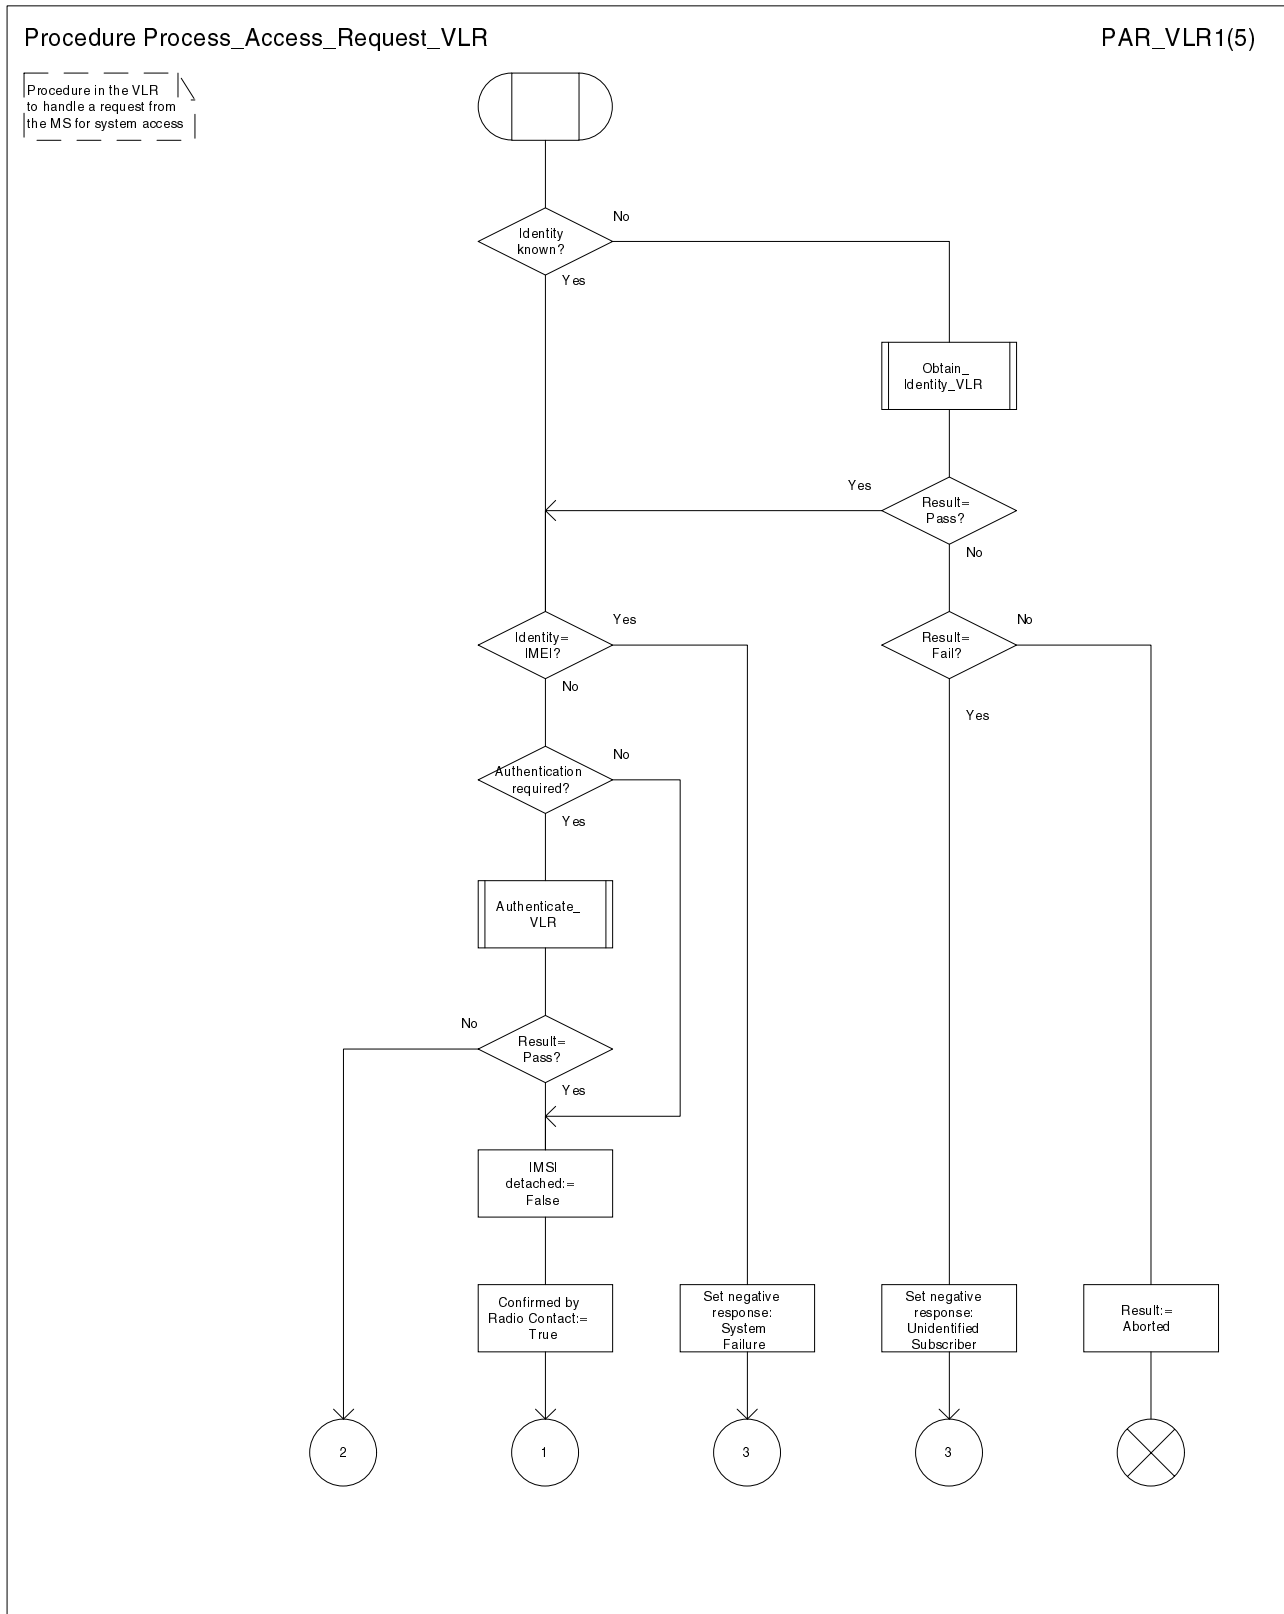 Procedure Process_Access_Request_VLR
PAR_VLR1(5)
Procedure in the VLR
to handle a request from
the MS for system access
Identity
known?
No
Yes
Obtain_
Identity_VLR
Result=
Pass?
Yes
No
Identity=
IMEI?
Yes
No
Result=
Fail?
No
Yes
Authentication
required?
No
Yes
Authenticate_
VLR
Result=
Pass?
No
Yes
IMSI
detached:=
False
Confirmed by
Radio Contact:=
True
Set negative
response:
System
Failure
Set negative
response:
Unidentified
Subscriber
Result:=
Aborted
2
1
3
3